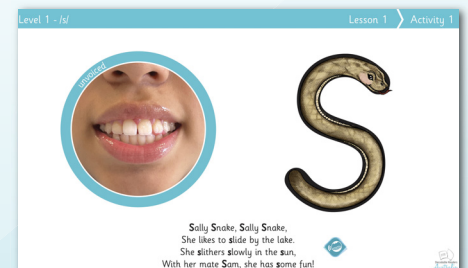 Level 1 - /s/
Lesson 1 Activity 1
unvoiced
Sally Snake, Sally Snake,
She likes to slide by the lake.
She slithers slowly in the sun,
With her mate Sam, she has some fun!